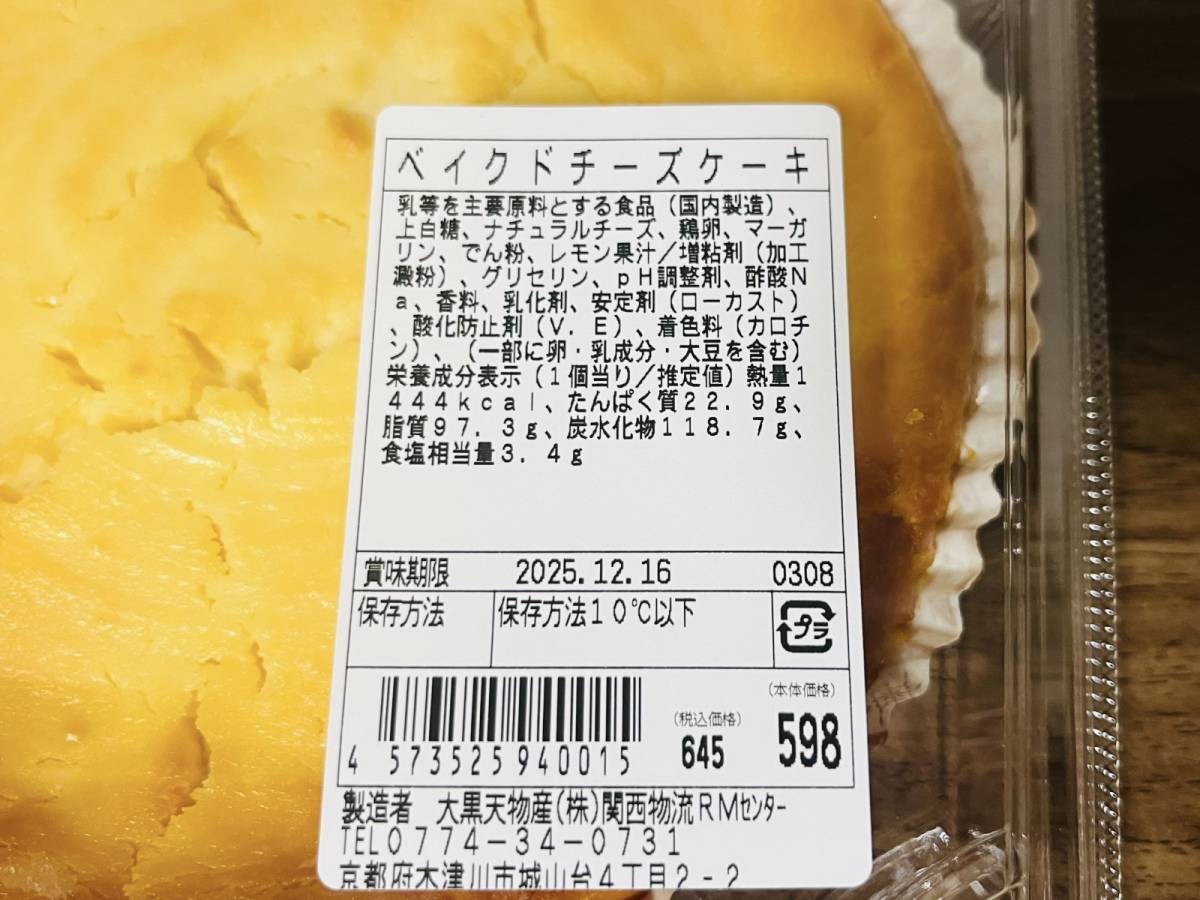 ベイクドチーズケーキ
乳等を主要原料とする食品（国内製造）、
上白糖、ナチュラルチーズ、鶏卵、マーガ
リン、でん粉、レモン果汁／増粘剤（加工
澱粉）、グリセリン、ｐＨ調整剤、酢酸Ｎ
ａ、香料、乳化剤、安定剤（ローカスト）
、酸化防止剤（Ｖ．Ｅ）、着色料（カロチ
ン）、（一部に卵・乳成分・大豆を含む）
栄養成分表示（１個当り／推定値）熱量１
４４４ｋｃａｌ、たんぱく質２２．９ｇ、
脂質９７．３ｇ、炭水化物１１８．７ｇ、
食塩相当量３．４ｇ
賞味期限 2025.12.16 0308
保存方法 保存方法１０℃以下
プラ
(税込価格) (本体価格)
645 598
4 573525 940015
製造者 大黒天物産(株)関西物流ＲＭｾﾝﾀｰ
TEL０７７４－３４－０７３１
京都府木津川市城山台４丁目２－２